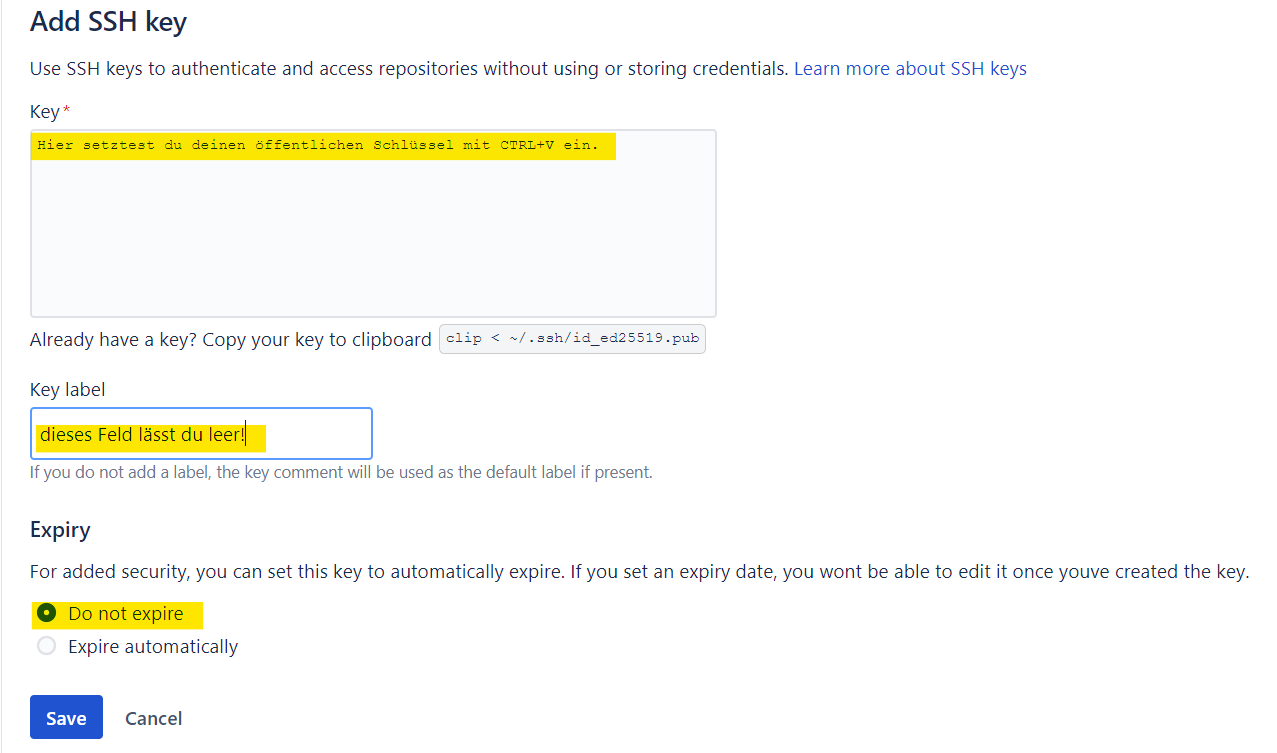 Add SSH key
Use SSH keys to authenticate and access repositories without using or storing credentials. Learn more about SSH keys
Key*
Hier setztest du deinen öffentlichen Schlüssel mit CTRL+V ein.
Already have a key? Copy your key to clipboard clip < ~/.ssh/id_ed25519.pub
Key label
dieses Feld lässt du leer!
If you do not add a label, the key comment will be used as the default label if present.
Expiry
For added security, you can set this key to automatically expire. If you set an expiry date, you wont be able to edit it once youve created the key.
Do not expire
Expire automatically
Save Cancel